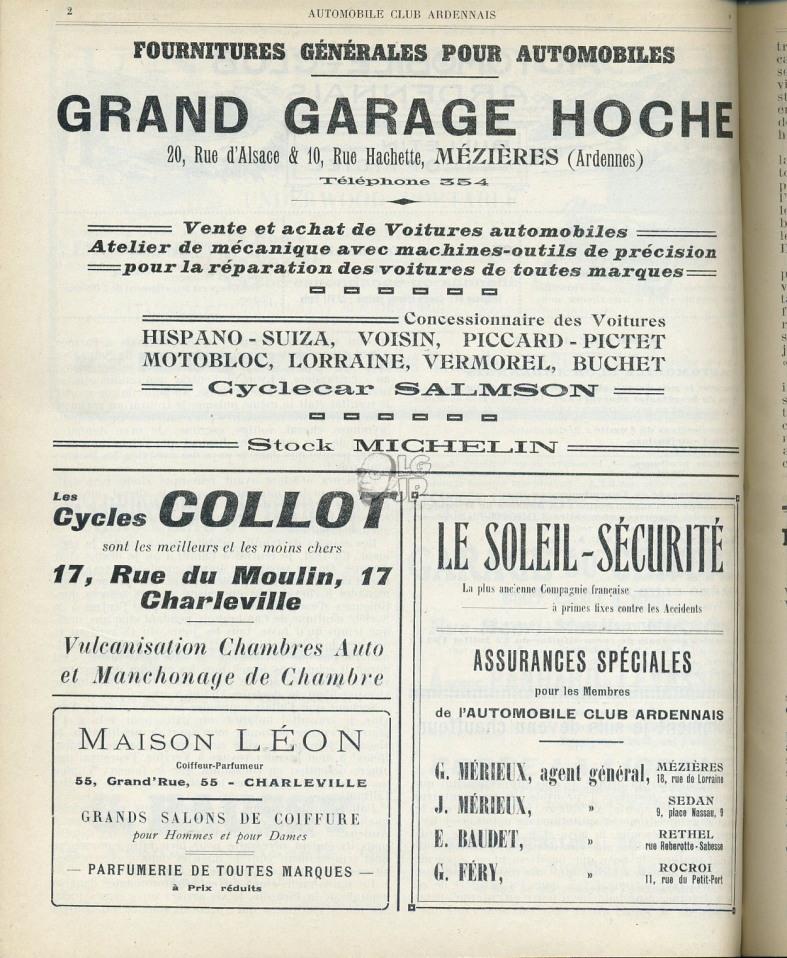 2
AUTOMOBILE CLUB ARDENNAIS
FOURNITURES GÉNÉRALES POUR AUTOMOBILES
GRAND GARAGE HOCHE
20, Rue d'Alsace & 10, Rue Hachette, MÉZIÈRES (Ardennes)
Téléphone 354
Vente et achat de Voitures automobiles
Atelier de mécanique avec machines-outils de précision
pour la réparation des voitures de toutes marques
Concessionnaire des Voitures
HISPANO-SUIZA, VOISIN, PICCARD-PICTET
MOTOBLOC, LORRAINE, VERMOREL, BUCHET
Cyclecar SALMSON
Stock MICHELIN
LG
JP
Les
Cycles COLLOT
sont les meilleurs et les moins chers
17, Rue du Moulin, 17
Charleville
Vulcanisation Chambres Auto
et Manchonage de Chambre
MAISON LÉON
Coiffeur-Parfumeur
55, Grand'Rue, 55 - CHARLEVILLE
GRANDS SALONS DE COIFFURE
pour Hommes et pour Dames
— PARFUMERIE DE TOUTES MARQUES —
à Prix réduits
LE SOLEIL-SÉCURITÉ
La plus ancienne Compagnie française
à primes fixes contre les Accidents
ASSURANCES SPÉCIALES
pour les Membres
de l'AUTOMOBILE CLUB ARDENNAIS
G. MÉRIEUX, agent général, MÉZIÈRES
18, rue de Lorraine
J. MÉRIEUX, » SEDAN
9, place Nassau, 9
E. BAUDET, » RETHEL
rue Reberotte-Sabesse
G. FÉRY, » ROCROI
11, rue du Petit-Fort